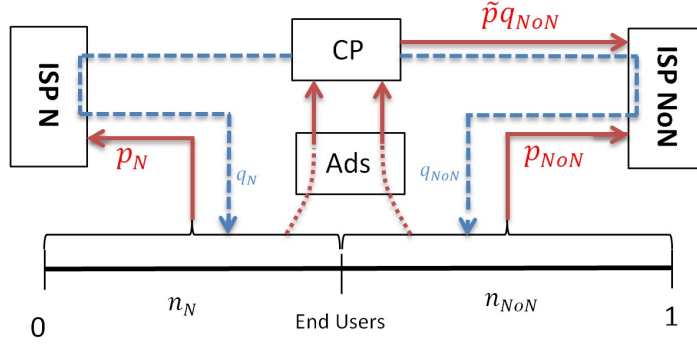 p̃q_NoN
CP
ISP N
ISP NoN
p_N
q_N
Ads
q_NoN
p_NoN
n_N
n_NoN
0
End Users
1